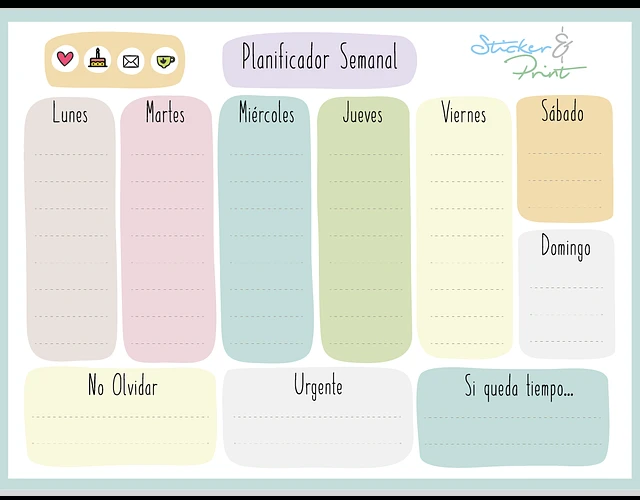 Planificador Semanal
Sticker &
Print
Lunes
Martes
Miércoles
Jueves
Viernes
Sábado
Domingo
No Olvidar
Urgente
Si queda tiempo...